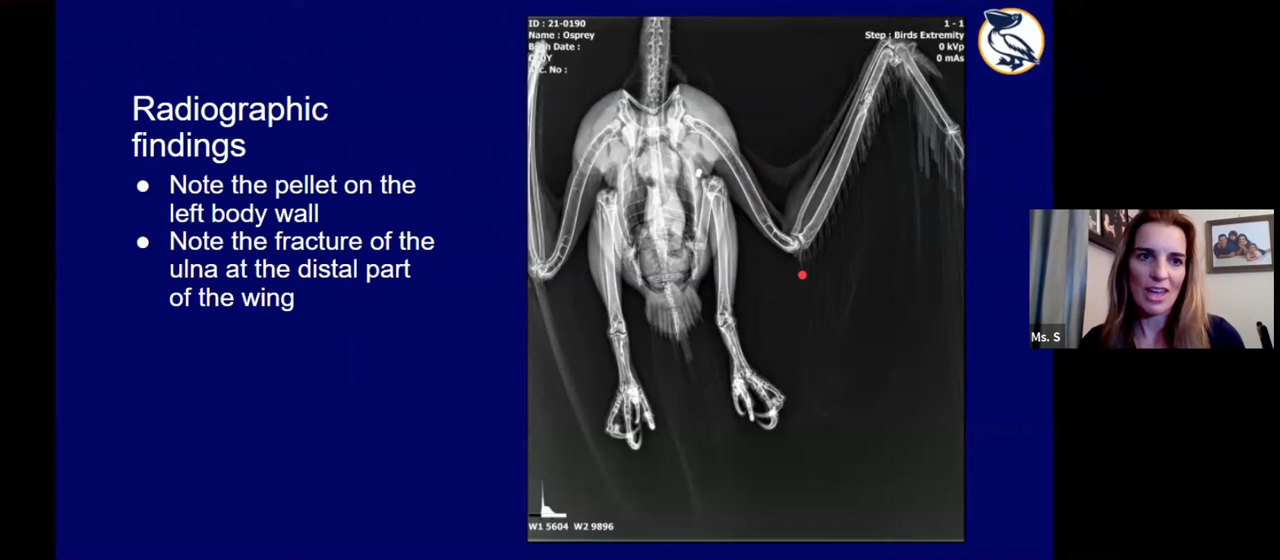 Radiographic
findings
● Note the pellet on the
left body wall
● Note the fracture of the
ulna at the distal part
of the wing
ID : 21-0190
Name : Osprey
Birth Date :
No :
1 - 1
Step : Birds Extremity
0 kVp
0 mAs
W1 5604 W2 9896
Ms. S